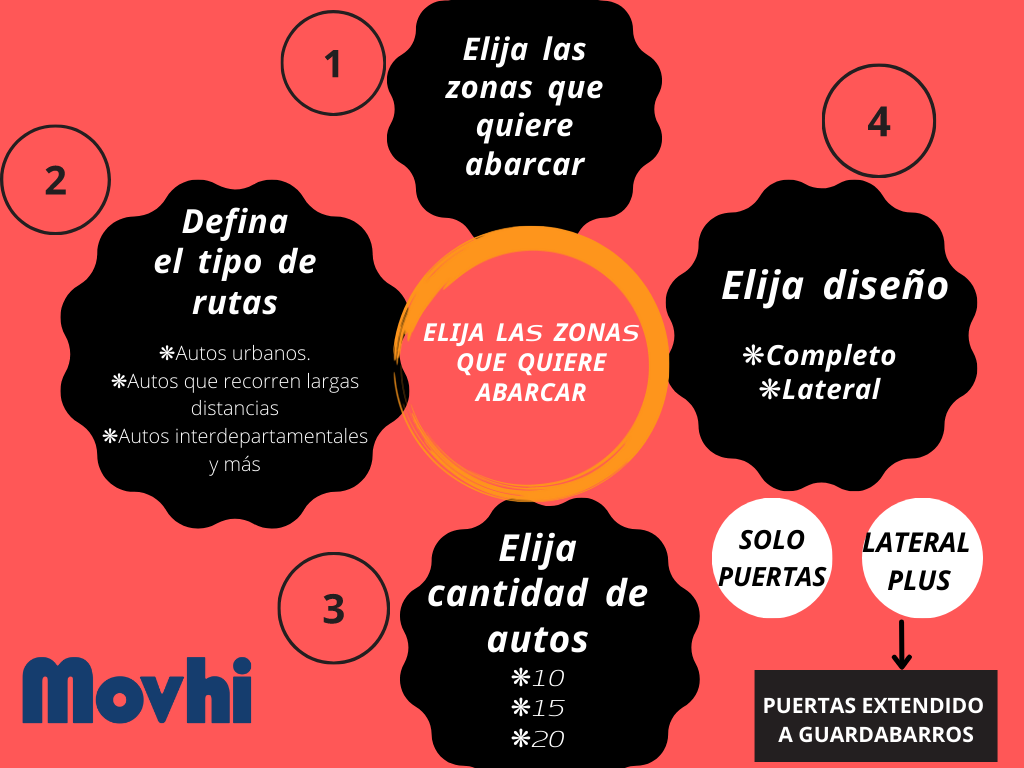 1
Elija las
zonas que
quiere
abarcar
2
Defina
el tipo de
rutas
❋Autos urbanos.
❋Autos que recorren largas
distancias
❋Autos interdepartamentales
y más
ELIJA LAS ZONAS
QUE QUIERE
ABARCAR
4
Elija diseño
❋Completo
❋Lateral
SOLO
PUERTAS
LATERAL
PLUS
PUERTAS EXTENDIDO
A GUARDABARROS
3
Elija
cantidad de
autos
❋10
❋15
❋20
Movhi